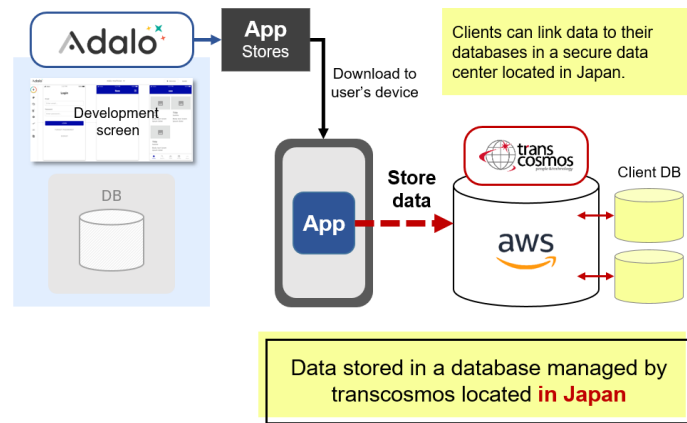 Adalo
App
Stores
Clients can link data to their
databases in a secure data
center located in Japan.
Download to
user's device
Development
screen
DB
App
Store
data
trans
cosmos
people & technology
Client DB
aws
Data stored in a database managed by
transcosmos located in Japan